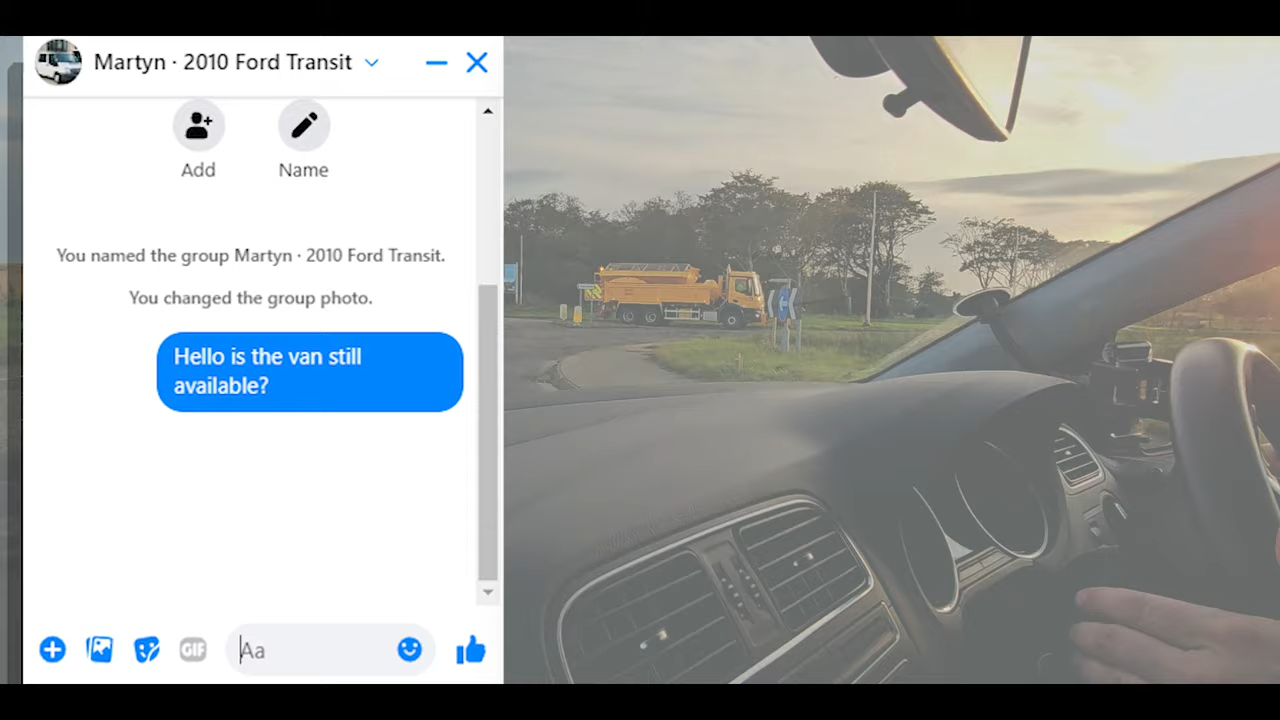 Martyn · 2010 Ford Transit
Add
Name
You named the group Martyn · 2010 Ford Transit.
You changed the group photo.
Hello is the van still
available?
GIF
Aa